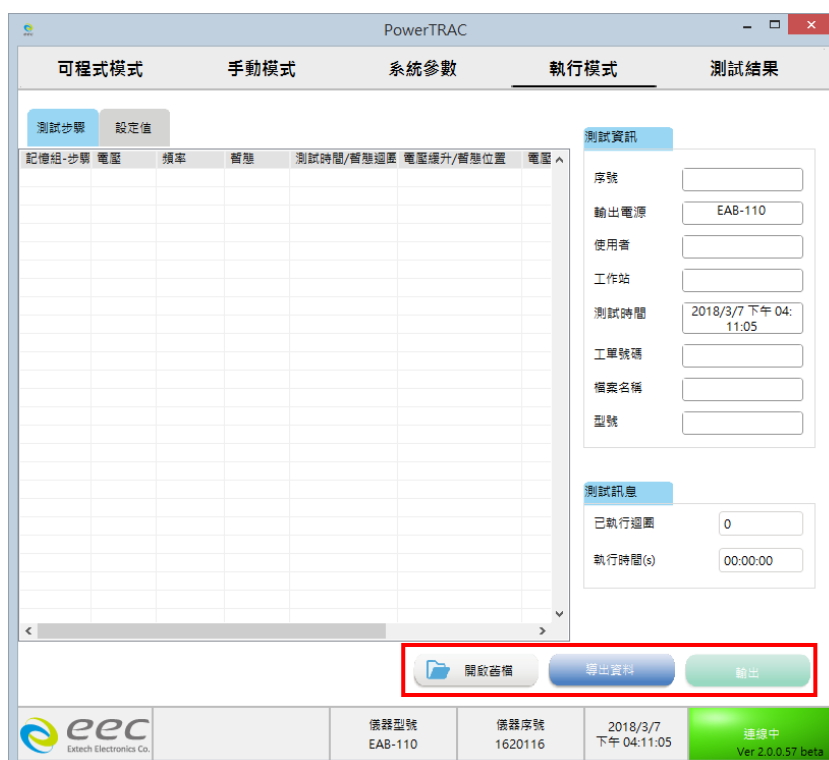 PowerTRAC
可程式模式
手動模式
系統參數
執行模式
測試結果
測試步驟
設定值
記憶組-步驟 電壓 頻率 暫態 測試時間/暫態迴圈 電壓緩升/暫態位置 電壓
測試資訊
序號
輸出電源 EAB-110
使用者
工作站
測試時間 2018/3/7 下午 04:
11:05
工單號碼
檔案名稱
型號
測試訊息
已執行迴圈 0
執行時間(s) 00:00:00
開啟舊檔
導出資料
輸出
eec
Extech Electronics Co.
儀器型號
EAB-110
儀器序號
1620116
2018/3/7
下午 04:11:05
連線中
Ver 2.0.0.57 beta